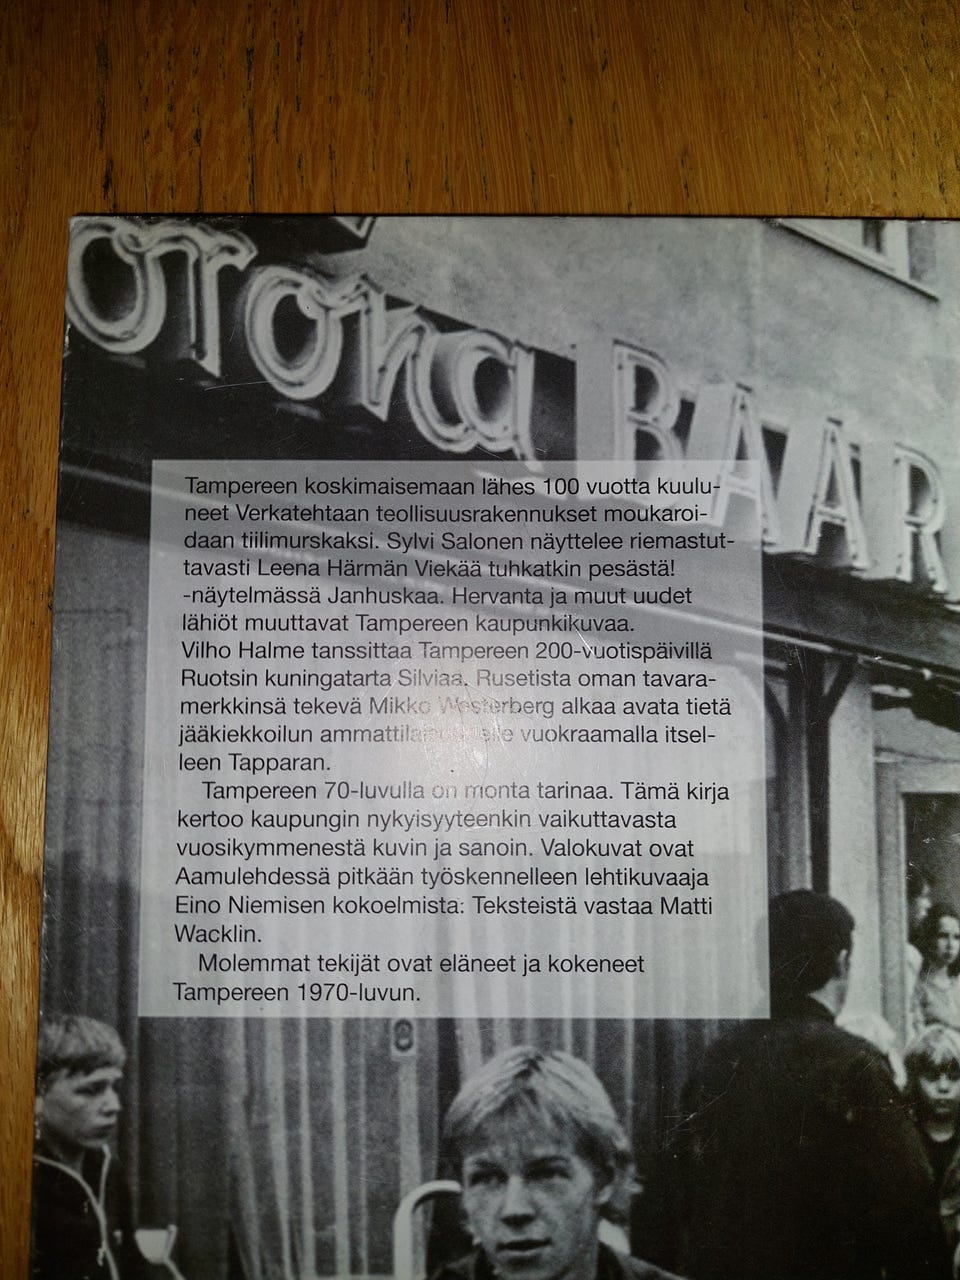 otona BAAR
Tampereen koskimaisemaan lähes 100 vuotta kuulu-
neet Verkatehtaan teollisuusrakennukset moukaroi-
daan tiilimurskaksi. Sylvi Salonen näyttelee riemastut-
tavasti Leena Härmän Viekää tuhkatkin pesästä!
-näytelmässä Janhuskaa. Hervanta ja muut uudet
lähiöt muuttavat Tampereen kaupunkikuvaa.
Vilho Halme tanssittaa Tampereen 200-vuotispäivillä
Ruotsin kuningatarta Silviaa. Rusetista oman tavara-
merkkinsä tekevä Mikko Westerberg alkaa avata tietä
jääkiekkoilun ammattilaisuudelle vuokraamalla itsel-
leen Tapparan.
Tampereen 70-luvulla on monta tarinaa. Tämä kirja
kertoo kaupungin nykyisyyteenkin vaikuttavasta
vuosikymmenestä kuvin ja sanoin. Valokuvat ovat
Aamulehdessä pitkään työskennelleen lehtikuvaaja
Eino Niemisen kokoelmista: Teksteistä vastaa Matti
Wacklin.
Molemmat tekijät ovat eläneet ja kokeneet
Tampereen 1970-luvun.